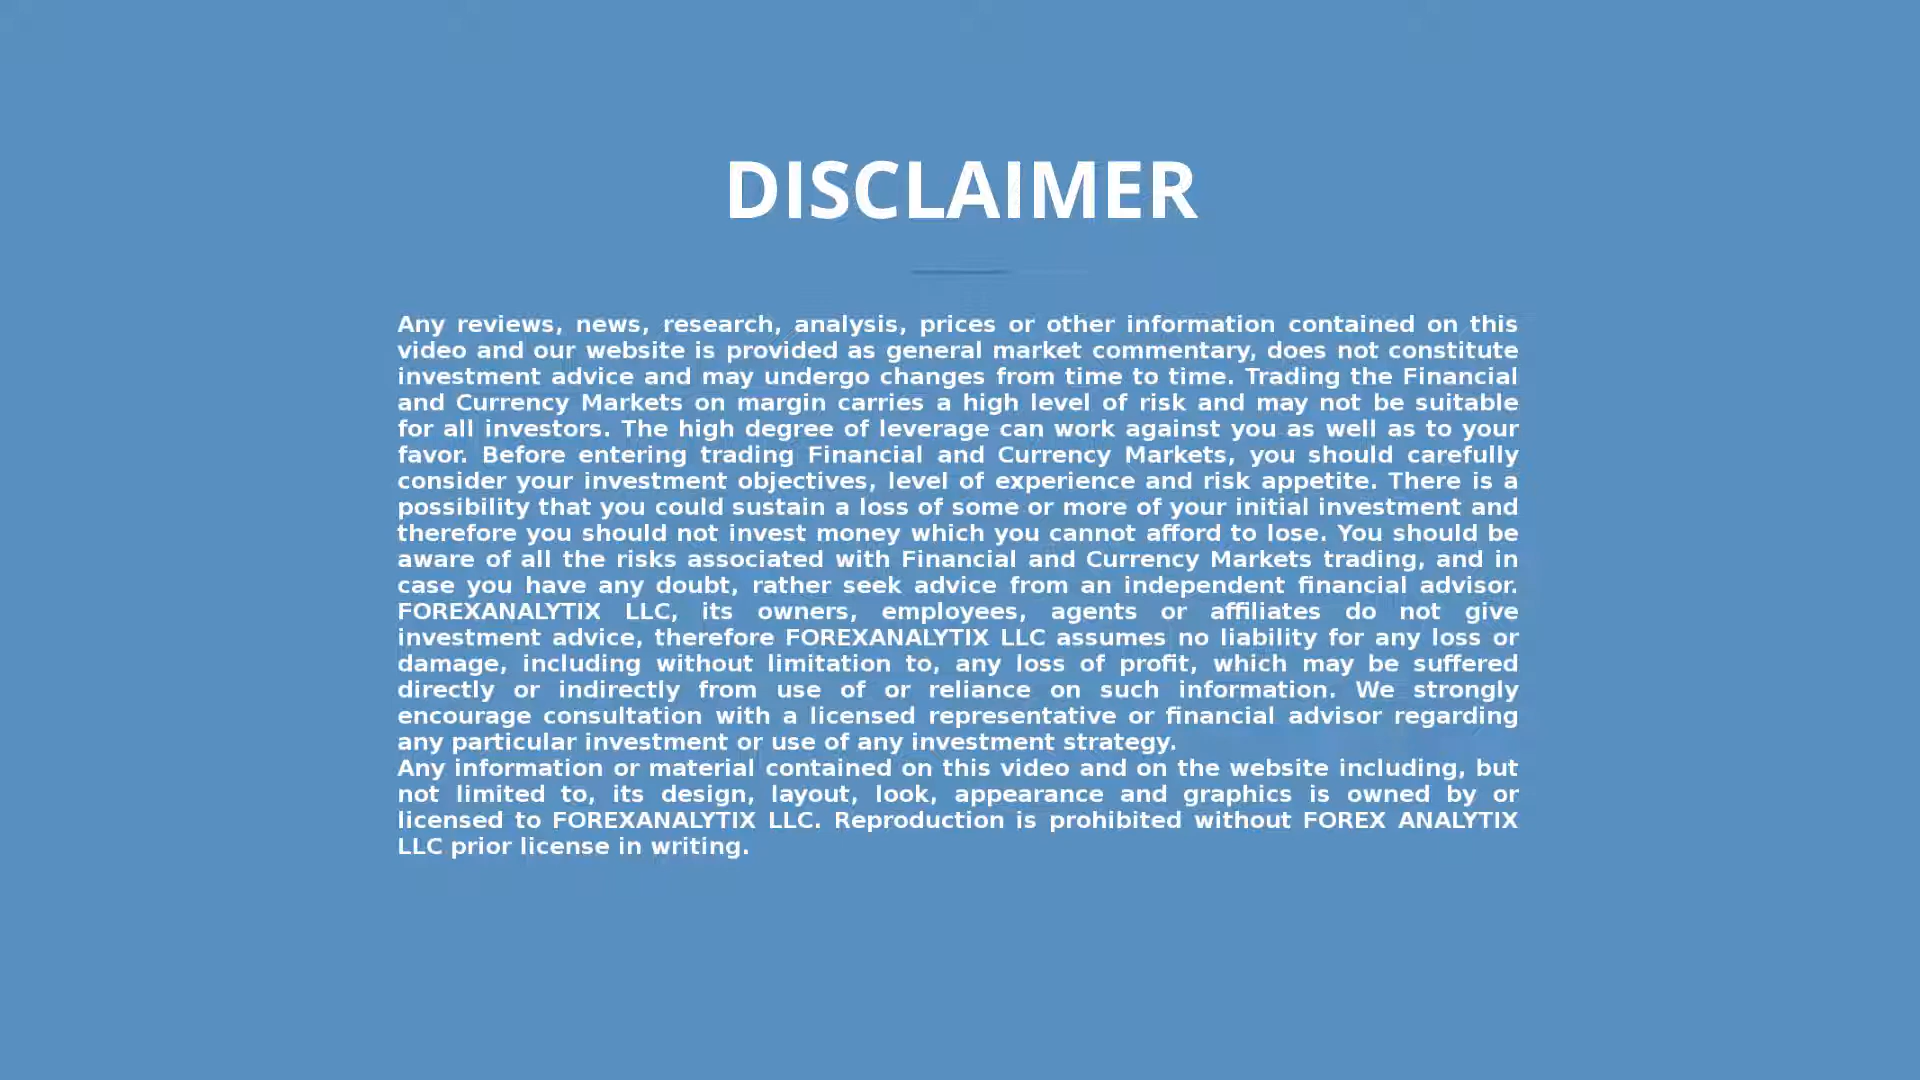 DISCLAIMER
Any reviews, news, research, analysis, prices or other information contained on this
video and our website is provided as general market commentary, does not constitute
investment advice and may undergo changes from time to time. Trading the Financial
and Currency Markets on margin carries a high level of risk and may not be suitable
for all investors. The high degree of leverage can work against you as well as to your
favor. Before entering trading Financial and Currency Markets, you should carefully
consider your investment objectives, level of experience and risk appetite. There is a
possibility that you could sustain a loss of some or more of your initial investment and
therefore you should not invest money which you cannot afford to lose. You should be
aware of all the risks associated with Financial and Currency Markets trading, and in
case you have any doubt, rather seek advice from an independent financial advisor.
FOREXANALYTIX LLC, its owners, employees, agents or affiliates do not give
investment advice, therefore FOREXANALYTIX LLC assumes no liability for any loss or
damage, including without limitation to, any loss of profit, which may be suffered
directly or indirectly from use of or reliance on such information. We strongly
encourage consultation with a licensed representative or financial advisor regarding
any particular investment or use of any investment strategy.
Any information or material contained on this video and on the website including, but
not limited to, its design, layout, look, appearance and graphics is owned by or
licensed to FOREXANALYTIX LLC. Reproduction is prohibited without FOREX ANALYTIX
LLC prior license in writing.